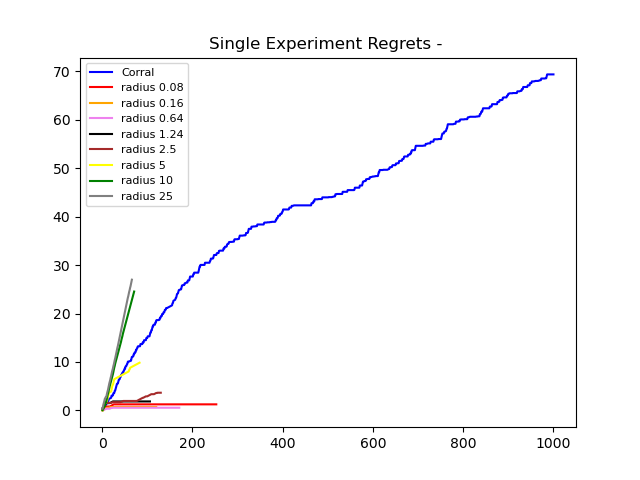 Single Experiment Regrets -
70
60
50
40
30
20
10
0
Corral
radius 0.08
radius 0.16
radius 0.64
radius 1.24
radius 2.5
radius 5
radius 10
radius 25
0 200 400 600 800 1000